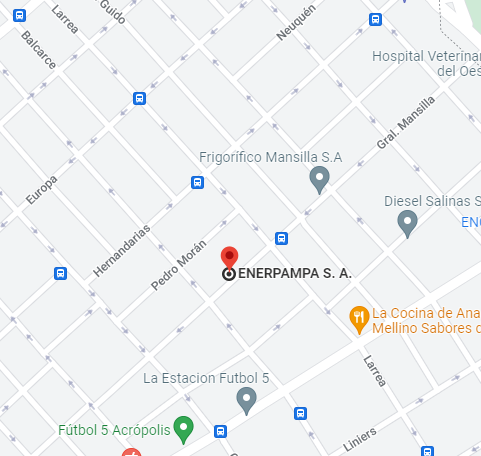 Guido
Larrea
Balcarce
Neuquén
Hospital Veterinar
del Oes
Gral. Mansilla
Frigorífico Mansilla S.A
Europa
Diesel Salinas S
ENC
Hernandarias
Pedro Morán
ENERPAMPA S. A.
La Cocina de Ana
Mellino Sabores d
Larrea
La Estacion Futbol 5
Fútbol 5 Acrópolis
Liniers